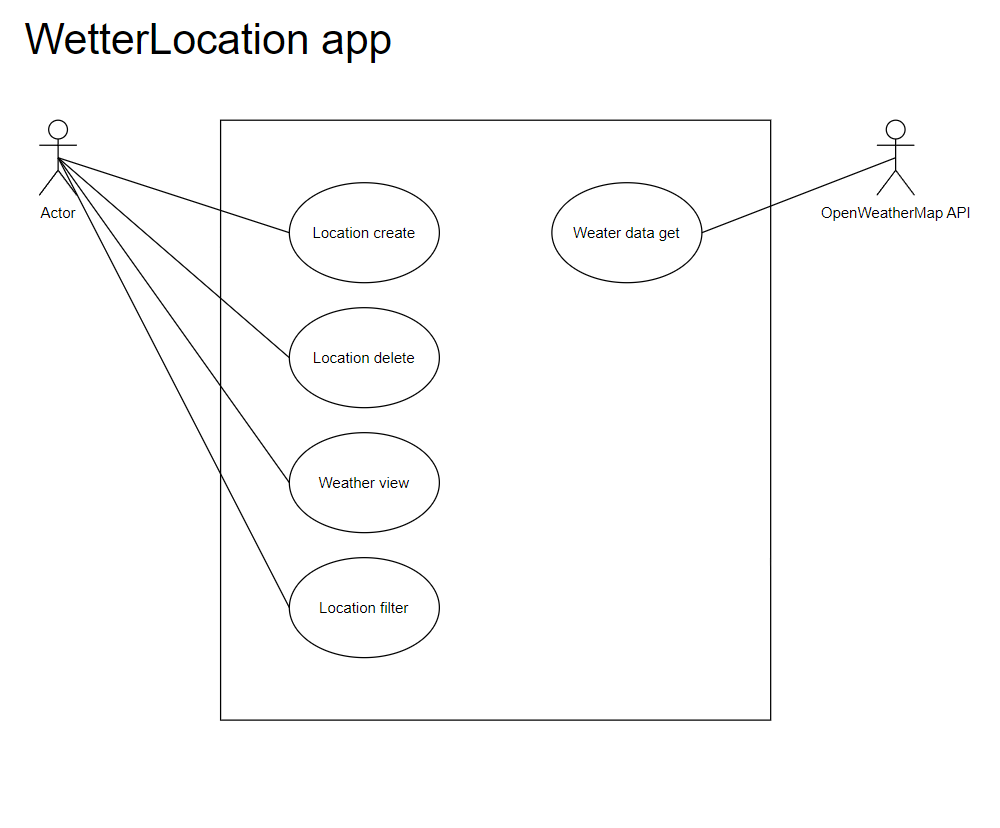 WetterLocation app
Actor
OpenWeatherMap API
Location create
Weater data get
Location delete
Weather view
Location filter